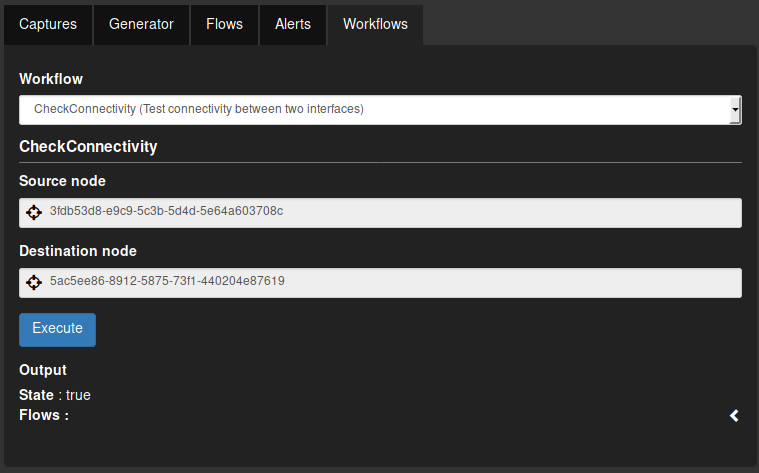 Captures Generator Flows Alerts Workflows
Workflow
CheckConnectivity (Test connectivity between two interfaces)
CheckConnectivity
Source node
3fdb53d8-e9c9-5c3b-5d4d-5e64a603708c
Destination node
5ac5ee86-8912-5875-73f1-440204e87619
Execute
Output
State : true
Flows :